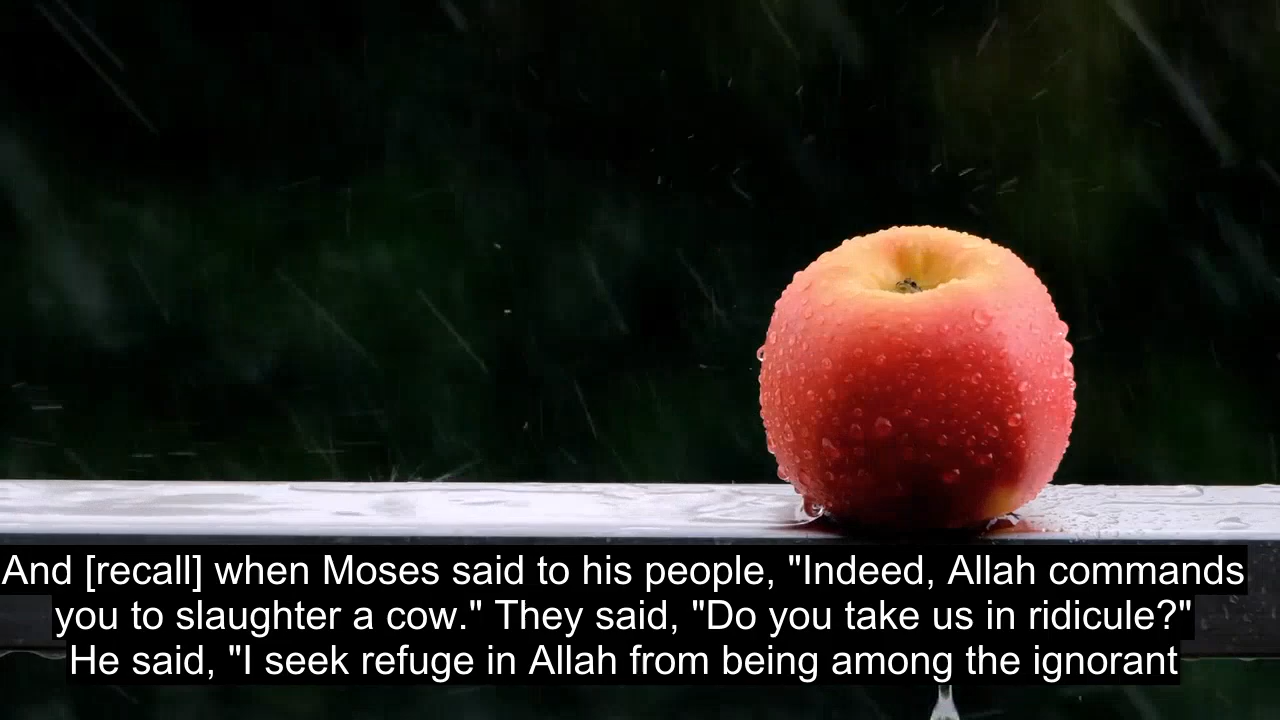 And [recall] when Moses said to his people, "Indeed, Allah commands
you to slaughter a cow." They said, "Do you take us in ridicule?"
He said, "I seek refuge in Allah from being among the ignorant